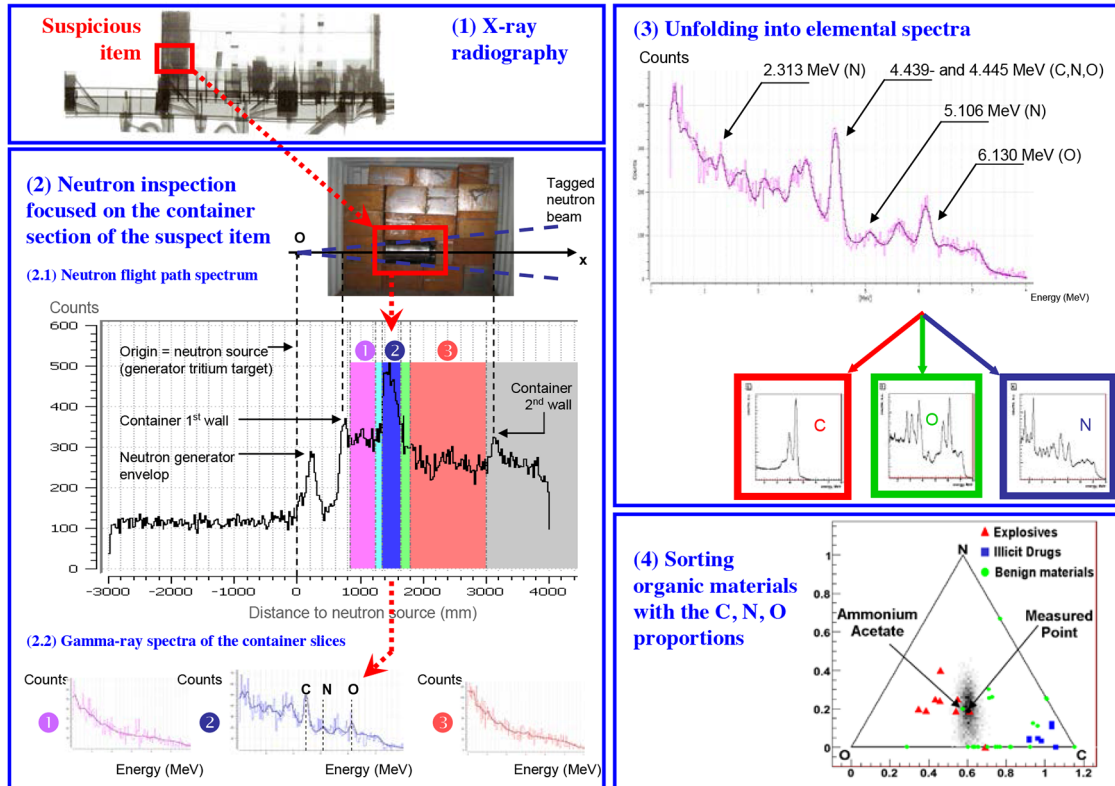 Suspicious
item
(1) X-ray
radiography
(2) Neutron inspection
focused on the container
section of the suspect item
Tagged
neutron
beam
O
x
(2.1) Neutron flight path spectrum
Counts
600
500
400
300
200
100
0
-3000
-2000
-1000
0
1000
2000
3000
4000
Distance to neutron source (mm)
Origin = neutron source
(generator tritium target)
Container 1st wall
Neutron generator
envelop
1
2
3
Container
2nd wall
(2.2) Gamma-ray spectra of the container slices
Counts
1
Energy (MeV)
Counts
2
C N O
Energy (MeV)
Counts
3
Energy (MeV)
(3) Unfolding into elemental spectra
Counts
2.313 MeV (N)
4.439- and 4.445 MeV (C,N,O)
5.106 MeV (N)
6.130 MeV (O)
Energy (MeV)
C
O
N
(4) Sorting
organic materials
with the C, N, O
proportions
Explosives
Illicit Drugs
Benign materials
N
Ammonium
Acetate
Measured
Point
O
C
1
0.8
0.6
0.4
0.2
0
0
0.2
0.4
0.6
0.8
1
1.2